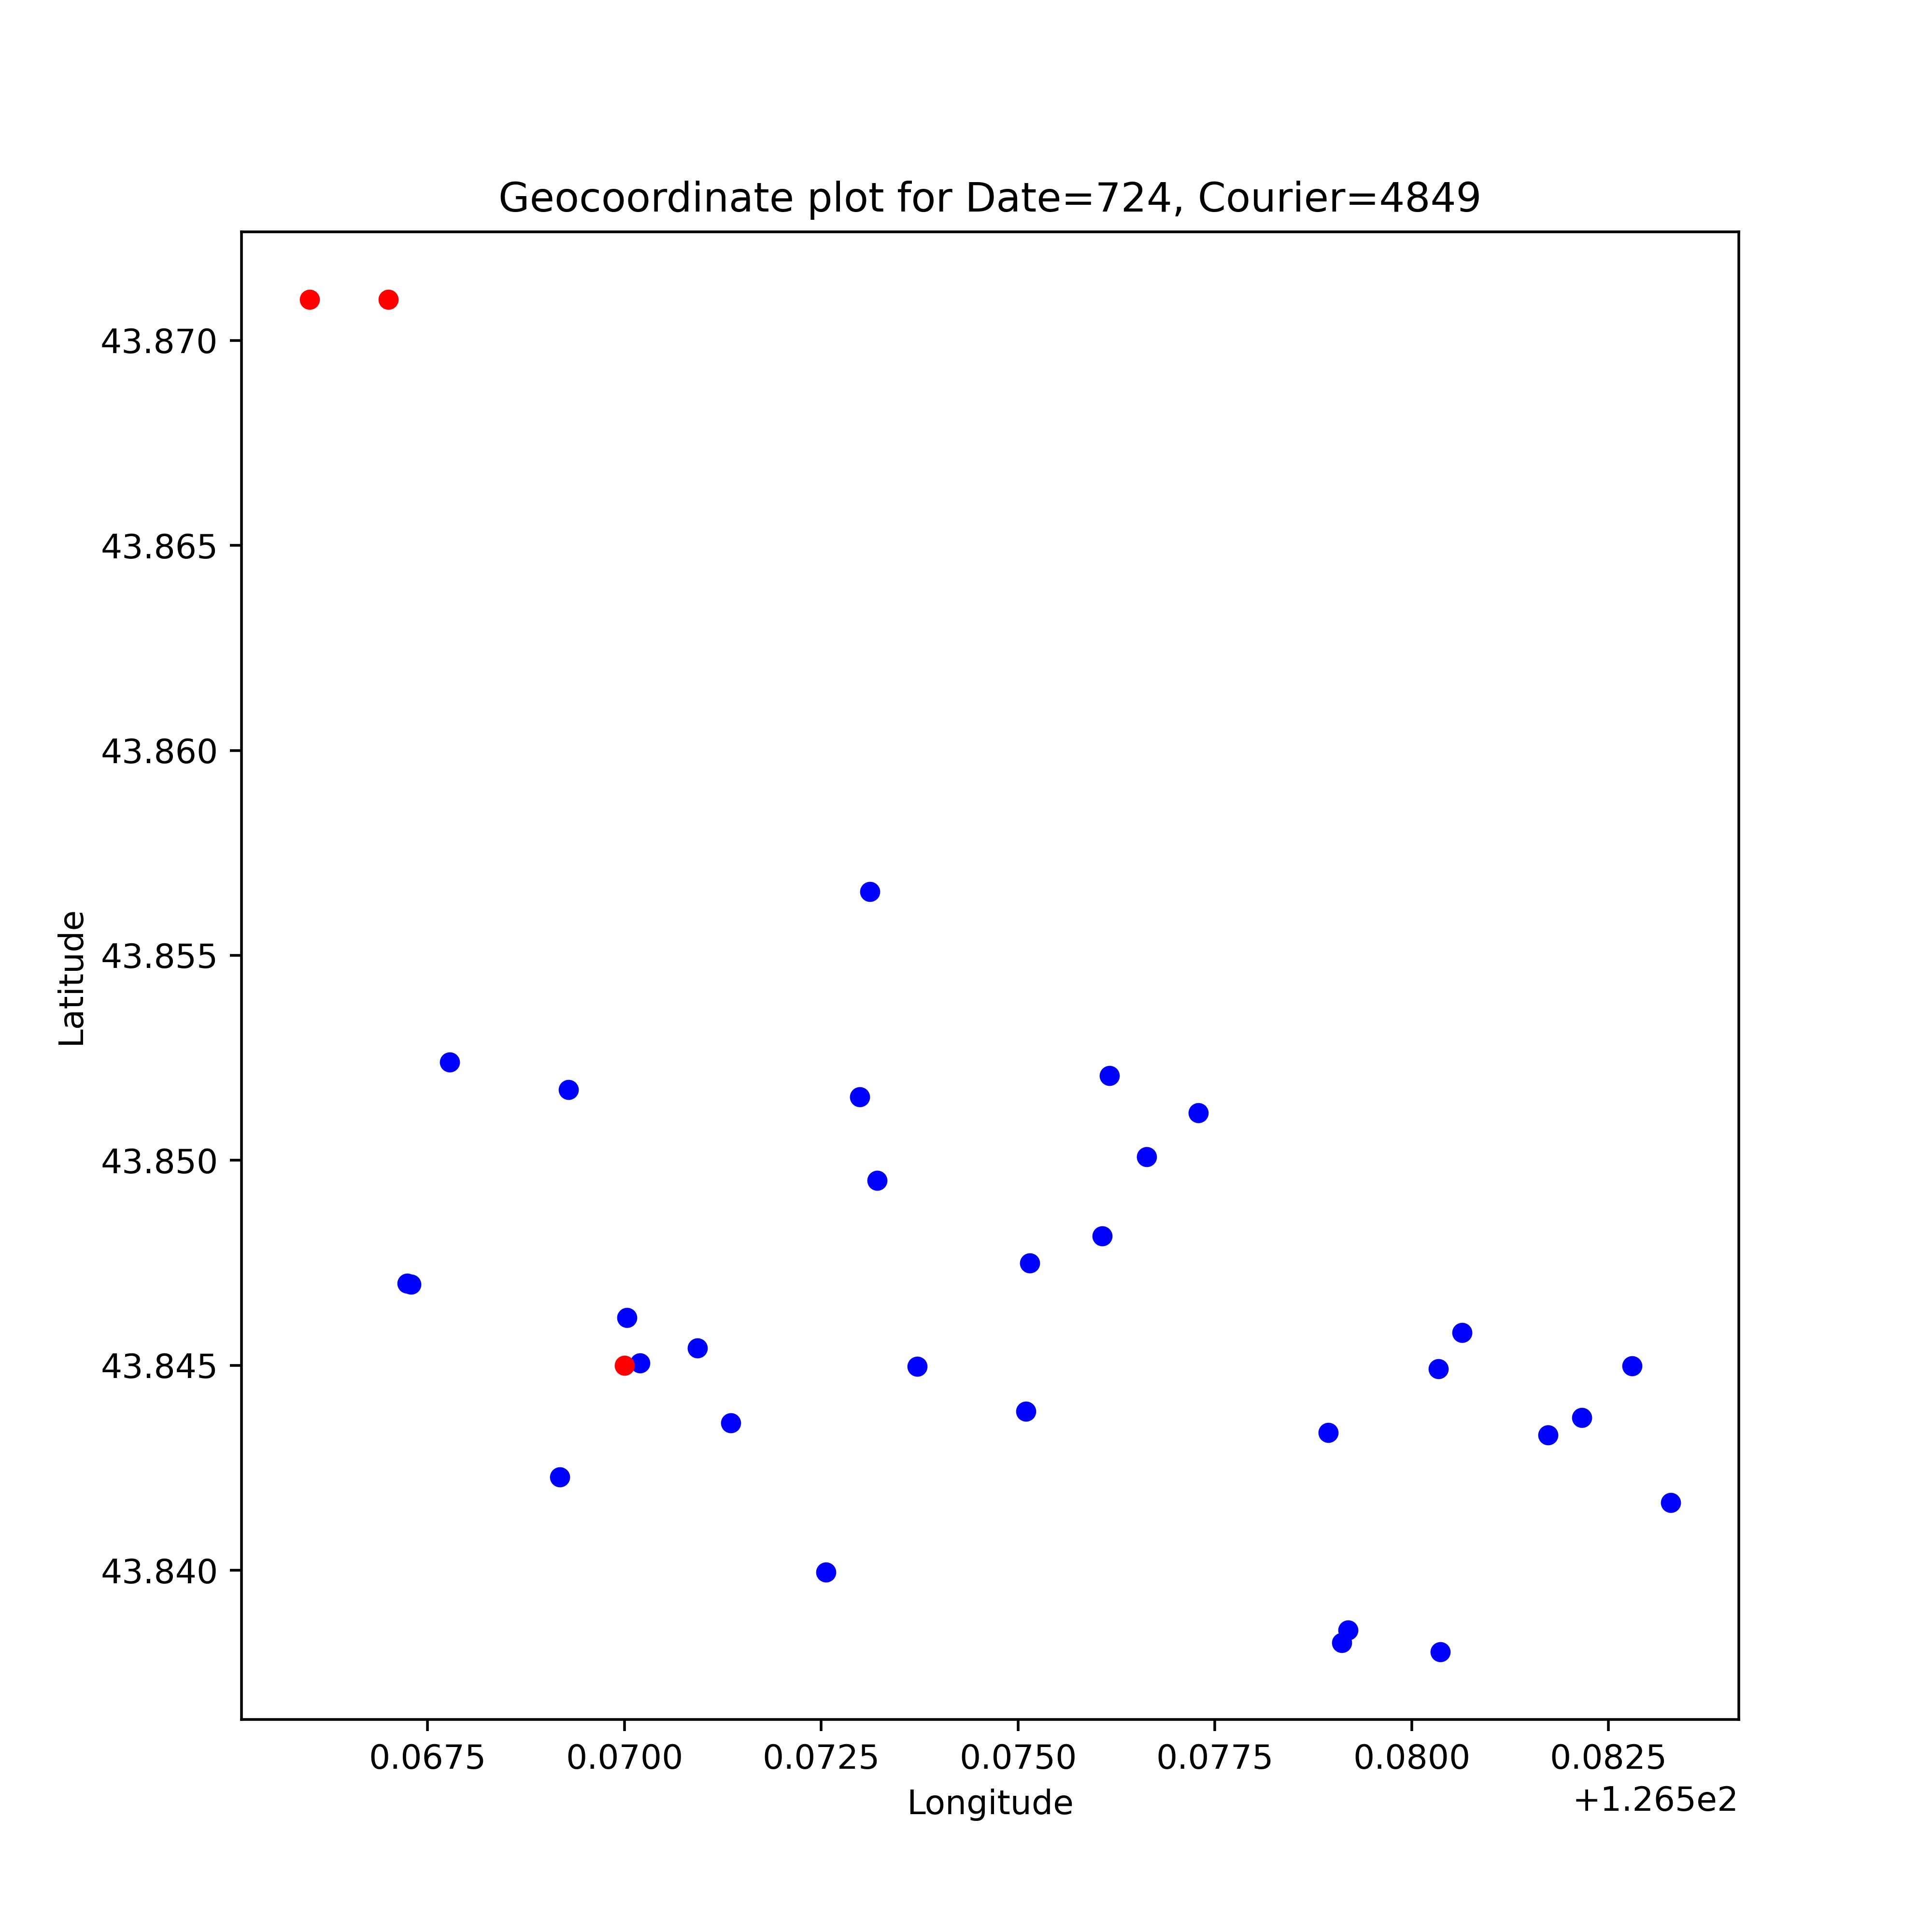 Geocoordinate plot for Date=724, Courier=4849
43.870
43.865
43.860
43.855
43.850
43.845
43.840
Latitude
0.0675 0.0700 0.0725 0.0750 0.0775 0.0800 0.0825
+1.265e2
Longitude